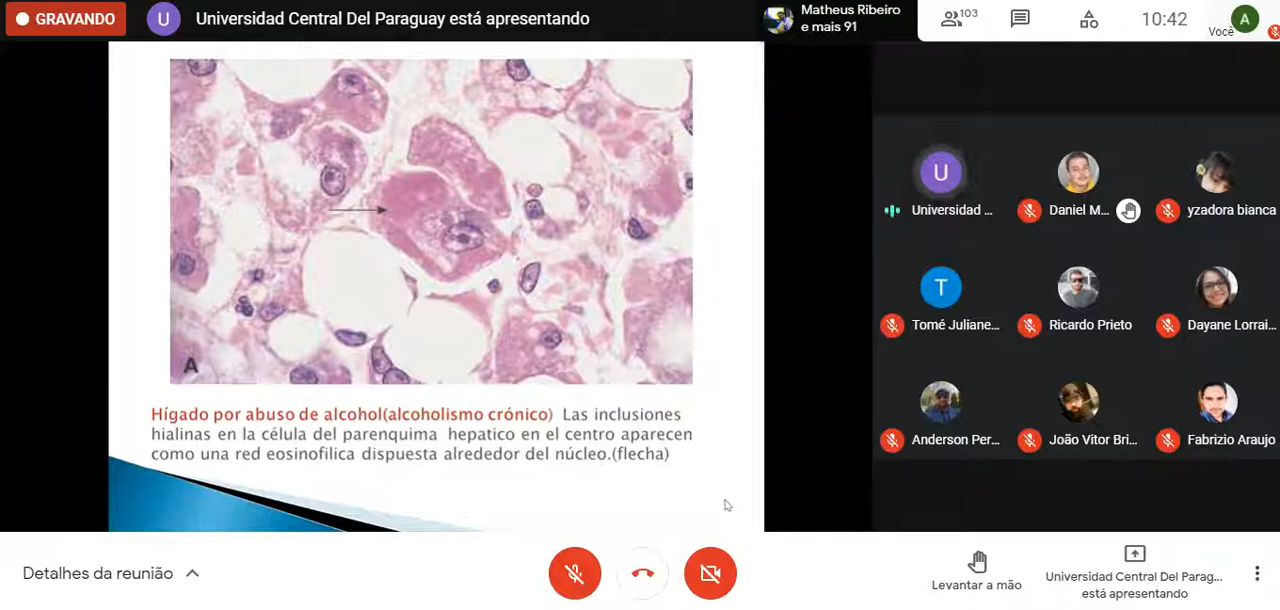 GRAVANDO
U
Universidad Central Del Paraguay está apresentando
Matheus Ribeiro
e mais 91
103
10:42
Você
A
A
Hígado por abuso de alcohol(alcoholismo crónico) Las inclusiones
hialinas en la célula del parenquima hepatico en el centro aparecen
como una red eosinofilica dispuesta alrededor del núcleo.(flecha)
U
Universidad ...
Daniel M...
yzadora bianca
T
Tomé Juliane...
Ricardo Prieto
Dayane Lorrai...
Anderson Per...
João Vitor Bri...
Fabrizio Araujo
Detalhes da reunião
Levantar a mão
Universidad Central Del Parag...
está apresentando